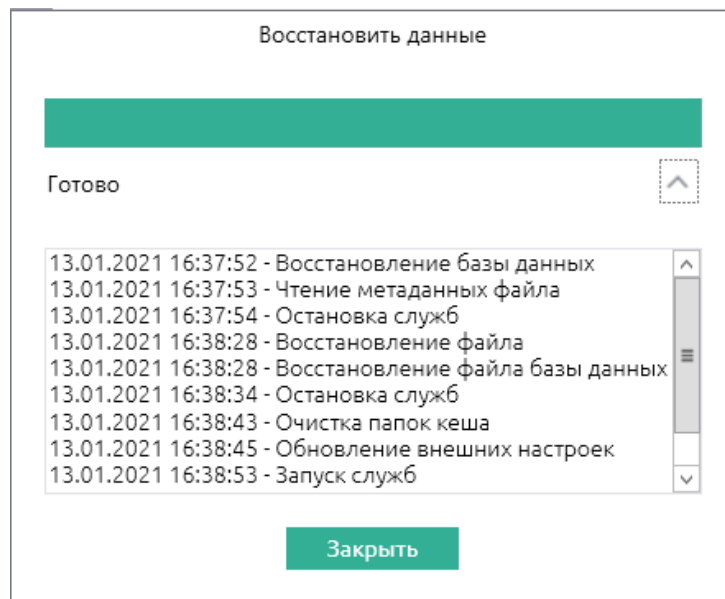 Восстановить данные
Готово
13.01.2021 16:37:52 - Восстановление базы данных
13.01.2021 16:37:53 - Чтение метаданных файла
13.01.2021 16:37:54 - Остановка служб
13.01.2021 16:38:28 - Восстановление файла
13.01.2021 16:38:28 - Восстановление файла базы данных
13.01.2021 16:38:34 - Остановка служб
13.01.2021 16:38:43 - Очистка папок кеша
13.01.2021 16:38:45 - Обновление внешних настроек
13.01.2021 16:38:53 - Запуск служб
Закрыть